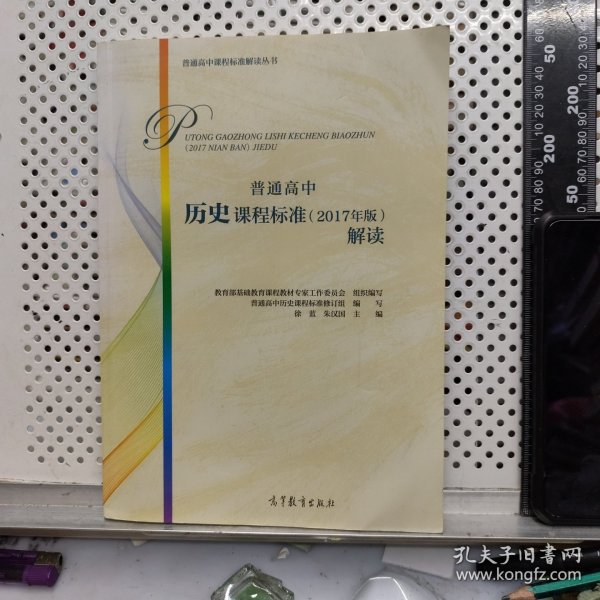 普通高中课程标准解读丛书
PUTONG GAOZHONG LISHI KECHENG BIAOZHUN
(2017 NIAN BAN) JIEDU
普通高中
历史课程标准(2017年版)
解读
教育部基础教育课程教材专家工作委员会 组织编写
普通高中历史课程标准修订组 编 写
徐 蓝 朱汉国 主 编
高等教育出版社
孔夫子旧书网
www.kongfz.com